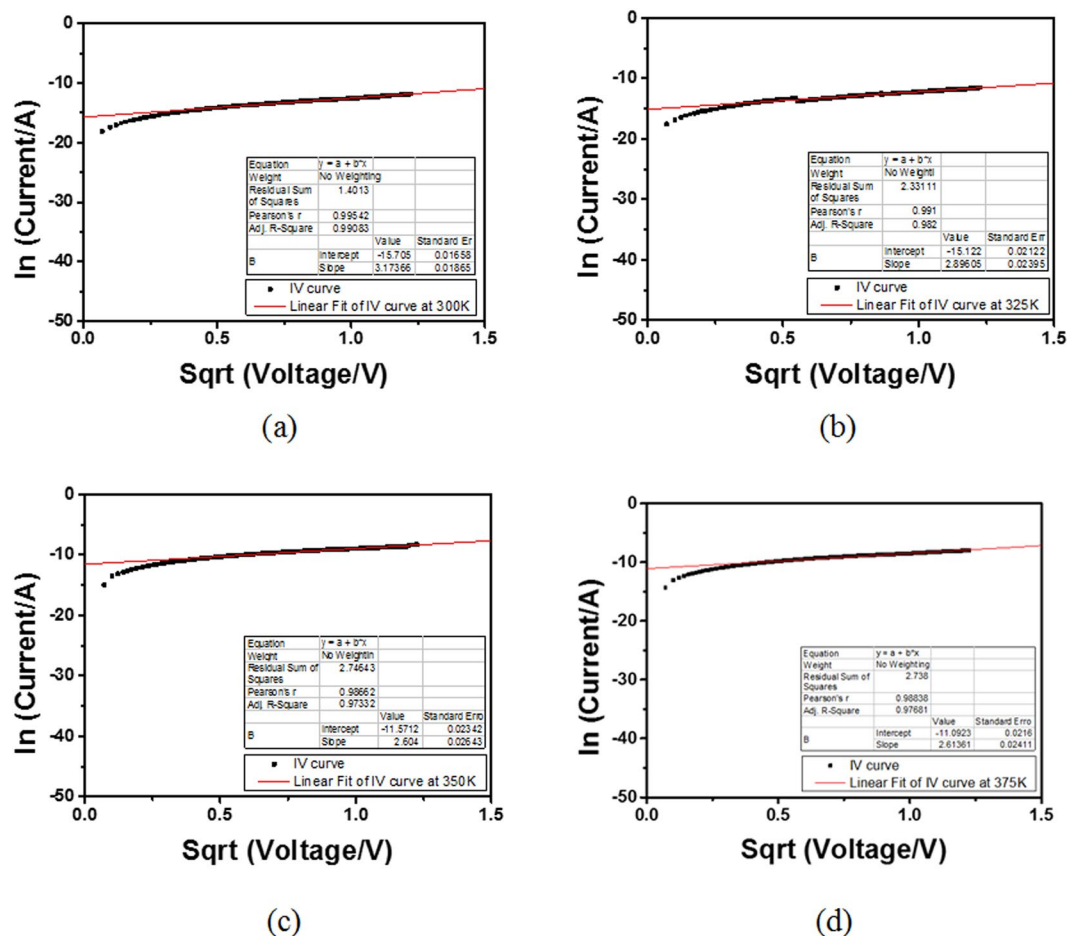 0
-10
-20
-30
-40
-50
ln (Current/A)
Equation y = a + b*x
Weight No Weighting
Residual Sum of Squares 1.4013
Pearson's r 0.99542
Adj. R-Square 0.99083
Value Standard Er
B Intercept -15.705 0.01658
Slope 3.17366 0.01865
IV curve
Linear Fit of IV curve at 300K
0.0 0.5 1.0 1.5
Sqrt (Voltage/V)
(a)
0
-10
-20
-30
-40
-50
ln (Current/A)
Equation y = a + b*x
Weight No Weighti
Residual Sum of Squares 2.33111
Pearson's r 0.991
Adj. R-Square 0.982
Value Standard Err
B Intercept -15.122 0.02122
Slope 2.89605 0.02395
IV curve
Linear Fit of IV curve at 325K
0.0 0.5 1.0 1.5
Sqrt (Voltage/V)
(b)
0
-10
-20
-30
-40
-50
ln (Current/A)
Equation y = a + b*x
Weight No Weightin
Residual Sum of Squares 2.74643
Pearson's r 0.98662
Adj. R-Square 0.97332
Value Standard Erro
B Intercept -11.5712 0.02342
Slope 2.604 0.02643
IV curve
Linear Fit of IV curve at 350K
0.0 0.5 1.0 1.5
Sqrt (Voltage/V)
(c)
0
-10
-20
-30
-40
-50
ln (Current/A)
Equation y = a + b*x
Weight No Weighting
Residual Sum of Squares 2.738
Pearson's r 0.98838
Adj. R-Square 0.97681
Value Standard Erro
B Intercept -11.0923 0.0216
Slope 2.61361 0.02411
IV curve
Linear Fit of IV curve at 375K
0.0 0.5 1.0 1.5
Sqrt (Voltage/V)
(d)